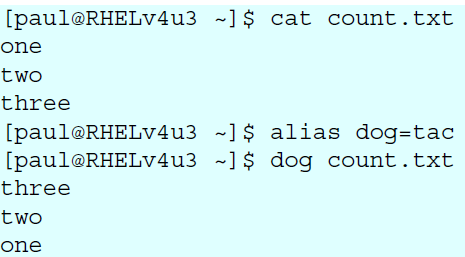 [paul@RHELv4u3 ~]$ cat count.txt
one
two
three
[paul@RHELv4u3 ~]$ alias dog=tac
[paul@RHELv4u3 ~]$ dog count.txt
three
two
one